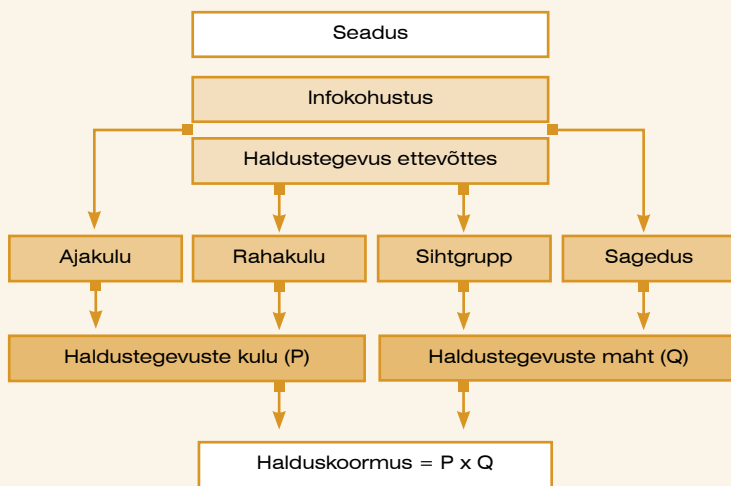 Seadus
Infokohustus
Haldustegevus ettevõttes
Ajakulu
Rahakulu
Sihtgrupp
Sagedus
Haldustegevuste kulu (P)
Haldustegevuste maht (Q)
Halduskoormus = P x Q